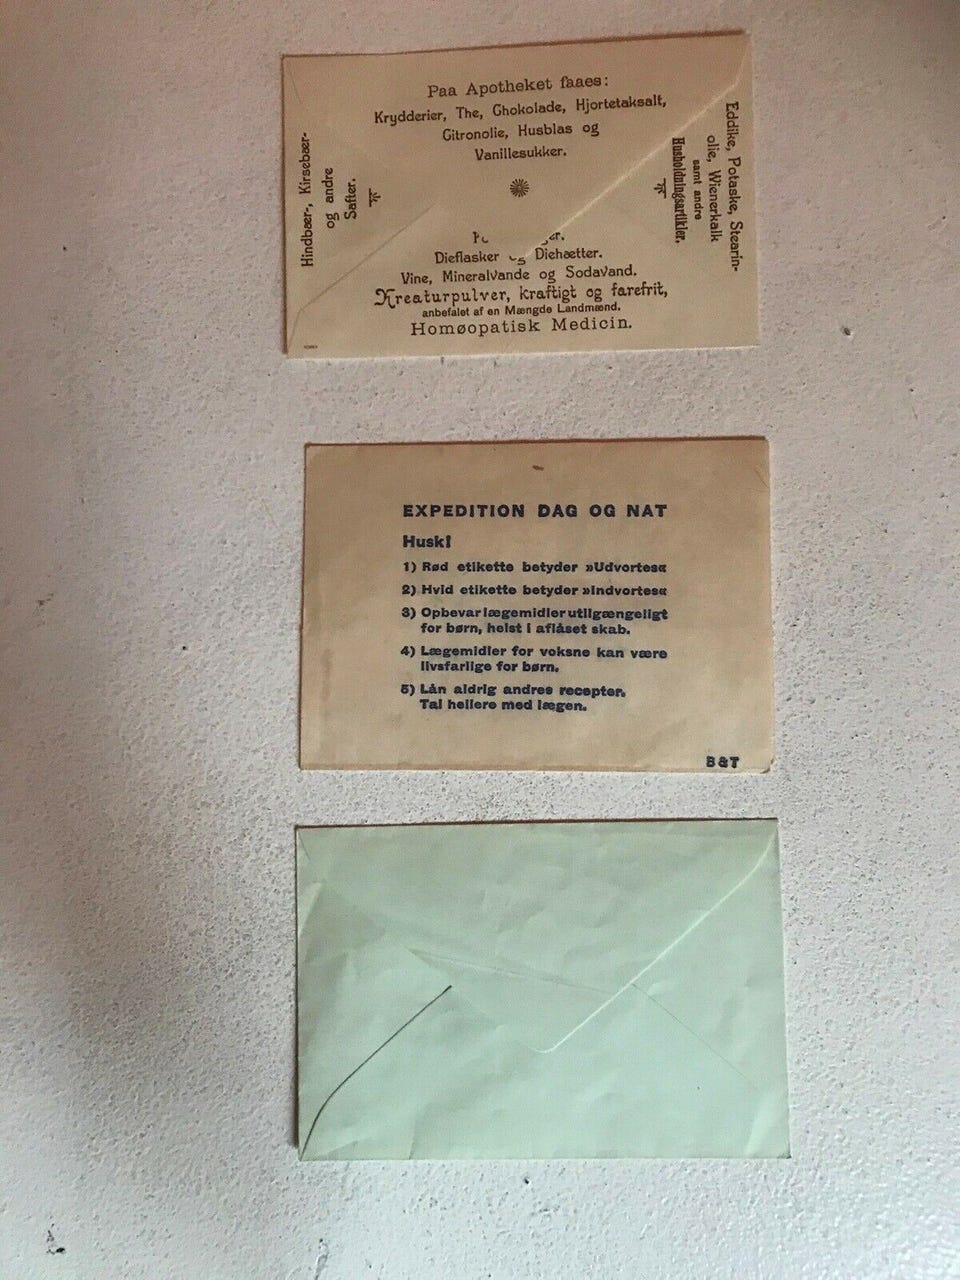 Paa Apotheket faaes:
Krydderier, The, Chokolade, Hjortetaksalt,
Citronolie, Husblas og
Vanillesukker.
Hindbær-, Kirsebær-
og andre
Safter.
Eddike, Potaske, Stearin-
olie, Wienerkalk
samt andre
Husholdningsartikler.
Dieflasker og Diehætter.
Vine, Mineralvande og Sodavand.
Kreaturpulver, kraftigt og farefrit,
anbefalet af en Mængde Landmænd.
Homøopatisk Medicin.
EXPEDITION DAG OG NAT
Husk!
1) Rød etikette betyder »Udvortes«
2) Hvid etikette betyder »Indvortes«
3) Opbevar lægemidler utilgængeligt
for børn, helst i aflåset skab.
4) Lægemidler for voksne kan være
livsfarlige for børn.
5) Lån aldrig andres recepter.
Tal hellere med lægen.
B&T